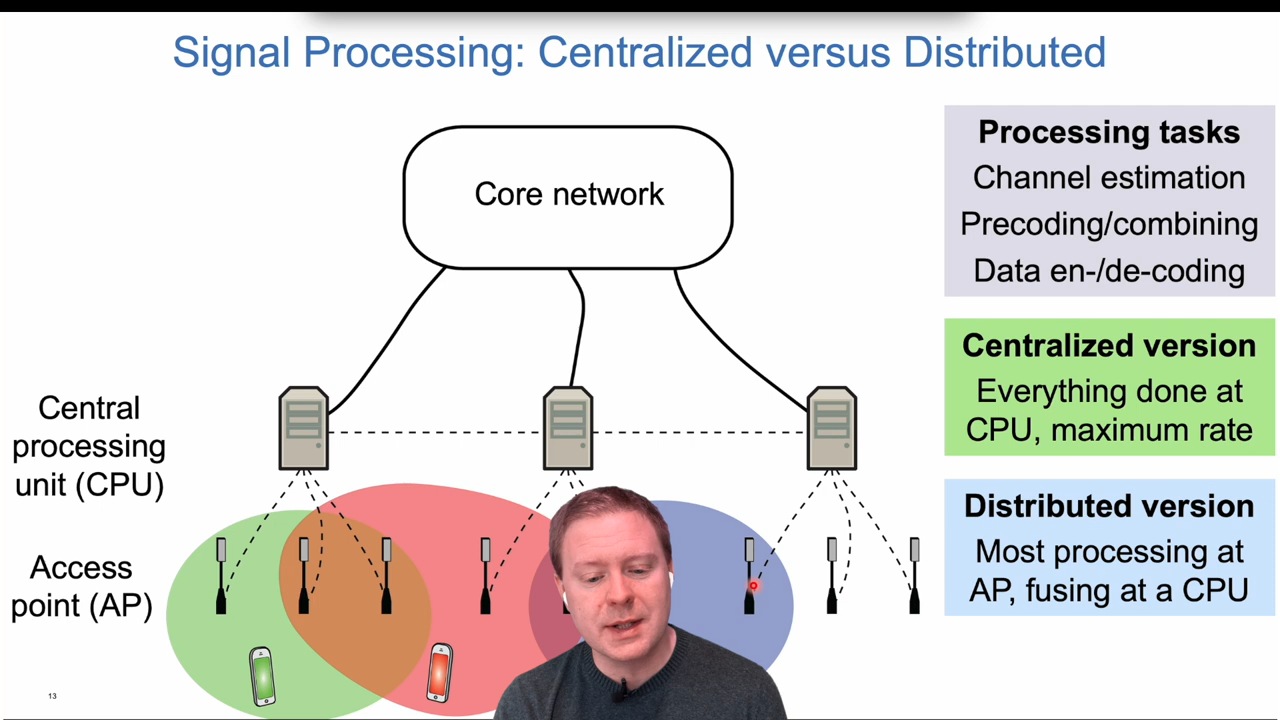 Signal Processing: Centralized versus Distributed
Core network
Processing tasks
Channel estimation
Precoding/combining
Data en-/de-coding
Centralized version
Everything done at
CPU, maximum rate
Distributed version
Most processing at
AP, fusing at a CPU
Central
processing
unit (CPU)
Access
point (AP)
13